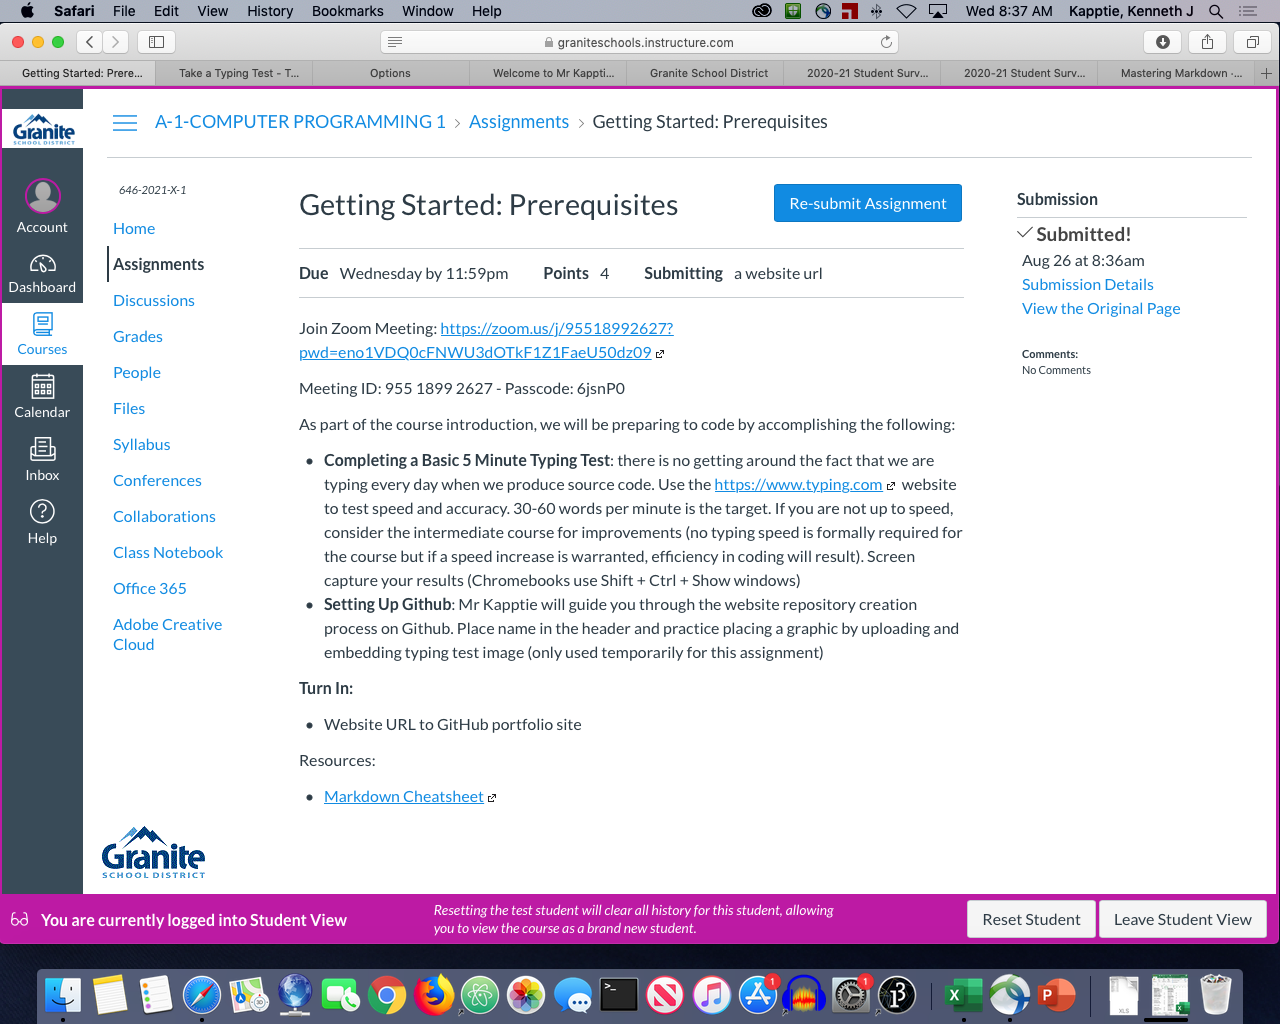 Safari File Edit View History Bookmarks Window Help Wed 8:37 AM Kapptie, Kenneth J
graniteschools.instructure.com
Getting Started: Prere... Take a Typing Test - T... Options Welcome to Mr Kappti... Granite School District 2020-21 Student Surv... 2020-21 Student Surv... Mastering Markdown -...
Granite
SCHOOL DISTRICT
Account
Dashboard
Courses
Calendar
Inbox
Help
A-1-COMPUTER PROGRAMMING 1 > Assignments > Getting Started: Prerequisites
646-2021-X-1
Home
Assignments
Discussions
Grades
People
Files
Syllabus
Conferences
Collaborations
Class Notebook
Office 365
Adobe Creative
Cloud
Granite
SCHOOL DISTRICT
Getting Started: Prerequisites
Re-submit Assignment
Due Wednesday by 11:59pm Points 4 Submitting a website url
Join Zoom Meeting: https://zoom.us/j/95518992627?
pwd=eno1VDQ0cFNWU3dOTkF1Z1FaeU50dz09
Meeting ID: 955 1899 2627 - Passcode: 6jsnP0
As part of the course introduction, we will be preparing to code by accomplishing the following:
• Completing a Basic 5 Minute Typing Test: there is no getting around the fact that we are
typing every day when we produce source code. Use the https://www.typing.com website
to test speed and accuracy. 30-60 words per minute is the target. If you are not up to speed,
consider the intermediate course for improvements (no typing speed is formally required for
the course but if a speed increase is warranted, efficiency in coding will result). Screen
capture your results (Chromebooks use Shift + Ctrl + Show windows)
• Setting Up Github: Mr Kapptie will guide you through the website repository creation
process on Github. Place name in the header and practice placing a graphic by uploading and
embedding typing test image (only used temporarily for this assignment)
Turn In:
• Website URL to GitHub portfolio site
Resources:
• Markdown Cheatsheet
Submission
Submitted!
Aug 26 at 8:36am
Submission Details
View the Original Page
Comments:
No Comments
You are currently logged into Student View
Resetting the test student will clear all history for this student, allowing
you to view the course as a brand new student.
Reset Student
Leave Student View
3D
1
1
XLS